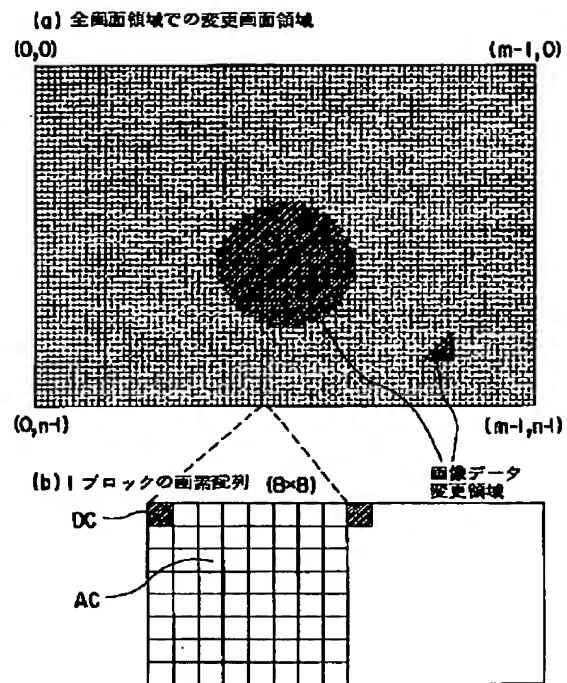 (a) 全画面領域での変更画面領域
(0,0) (m-1,0)
(0,n-1) (m-1,n-1)
画像データ
変更領域
(b) 1 ブロックの画素配列 (8×8)
DC
AC